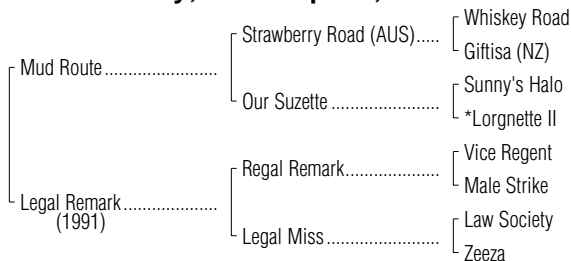 Whiskey Road
Strawberry Road (AUS).....
Giftisa (NZ)
Mud Route.......................
Sunny's Halo
Our Suzette ......................
*Lorgnette II
Vice Regent
Regal Remark...................
Male Strike
Legal Remark...................
(1991)
Law Society
Legal Miss .......................
Zeeza